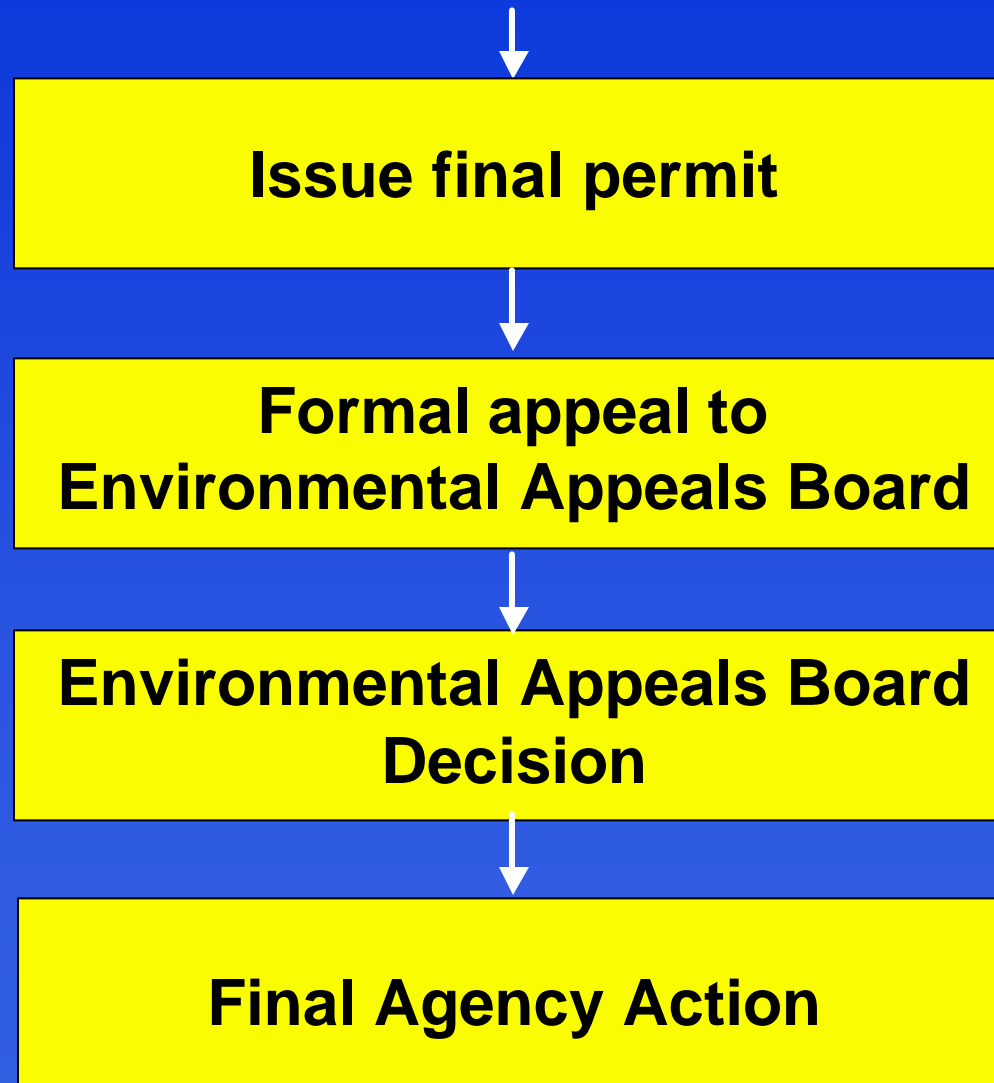 Issue final permit
Formal appeal to
Environmental Appeals Board
Environmental Appeals Board
Decision
Final Agency Action